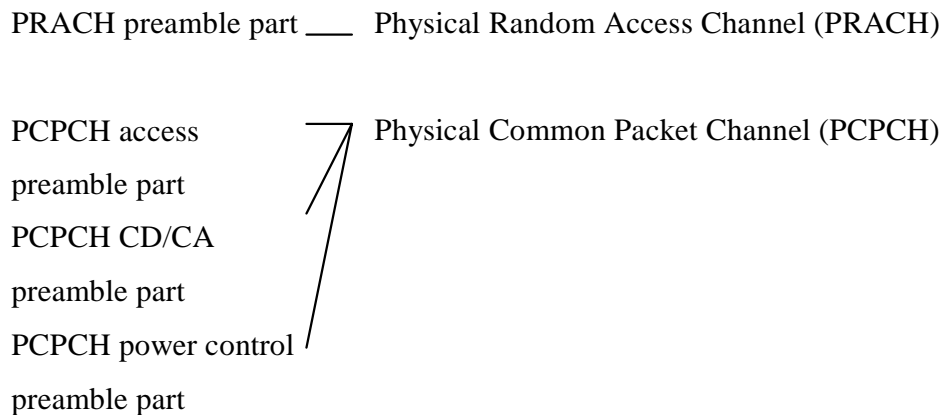 PRACH preamble part Physical Random Access Channel (PRACH)
PCPCH access Physical Common Packet Channel (PCPCH)
preamble part
PCPCH CD/CA
preamble part
PCPCH power control
preamble part